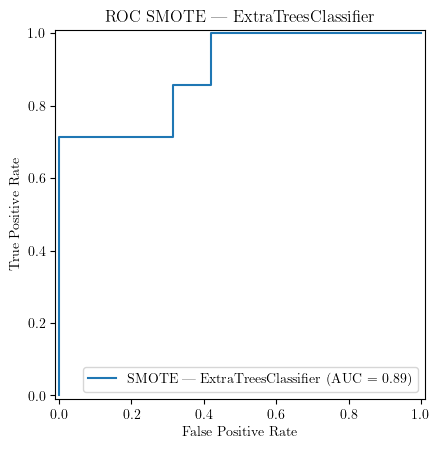 ROC SMOTE — ExtraTreesClassifier
1.0
0.8
0.6
0.4
0.2
0.0
True Positive Rate
SMOTE — ExtraTreesClassifier (AUC = 0.89)
0.0 0.2 0.4 0.6 0.8 1.0
False Positive Rate